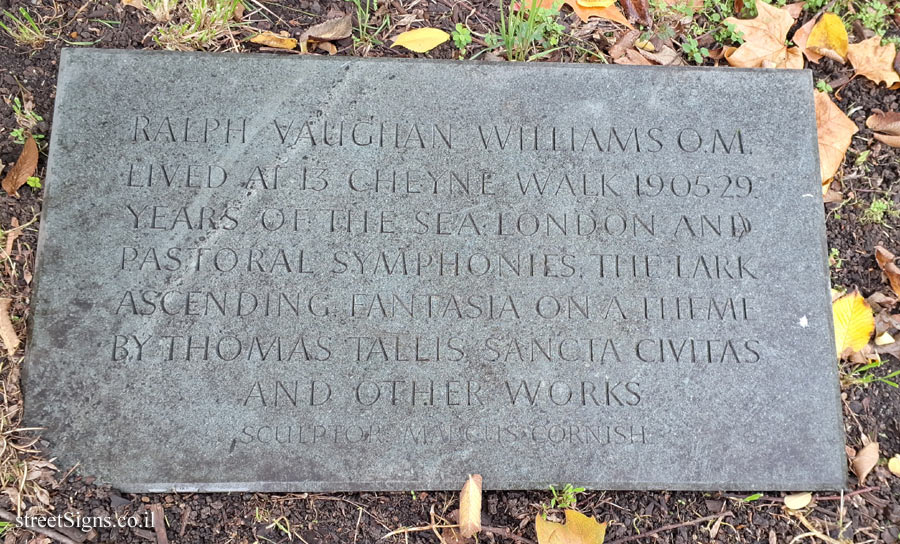 RALPH VAUGHAN WILLIAMS O.M.
LIVED AT 13 CHEYNE WALK 1905-29.
YEARS OF THE SEA, LONDON AND
PASTORAL SYMPHONIES, THE LARK
ASCENDING, FANTASIA ON A THEME
BY THOMAS TALLIS, SANCTA CIVITAS
AND OTHER WORKS
SCULPTOR MARCUS CORNISH
streetSigns.co.il